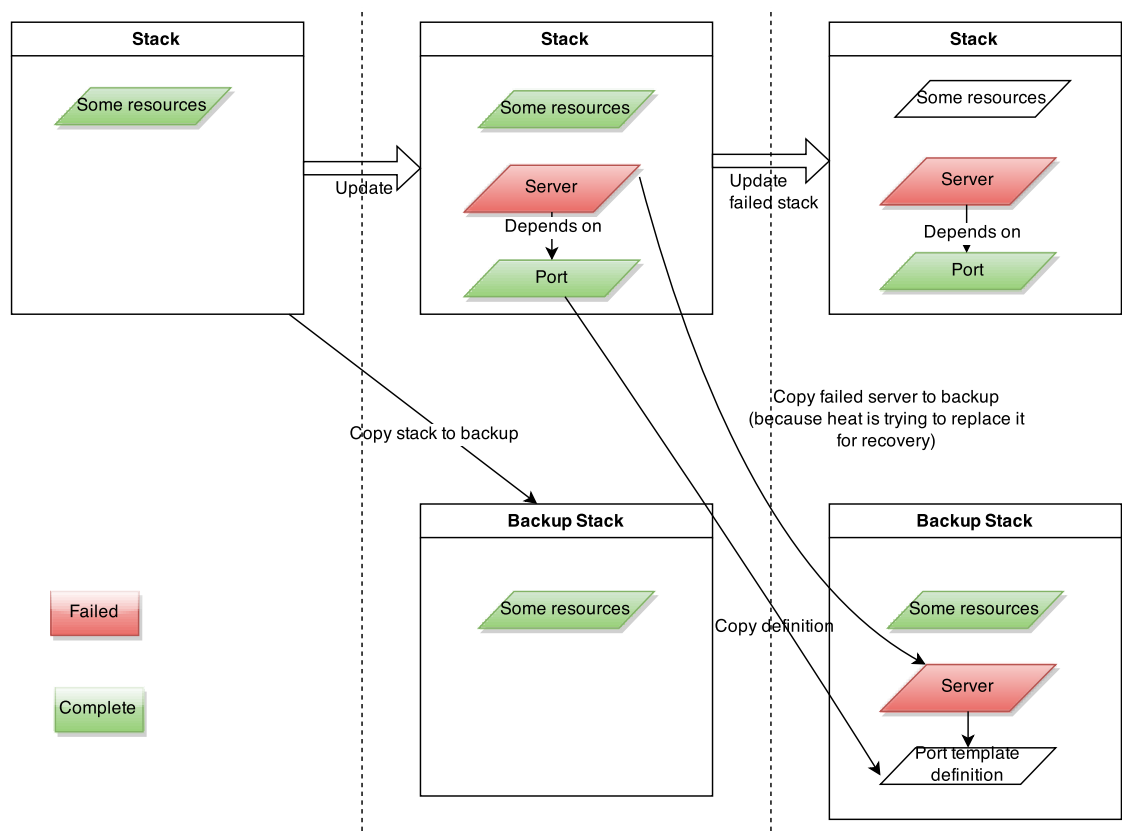 Stack
Some resources
Update
Stack
Some resources
Server
Depends on
Port
Update
failed stack
Stack
Some resources
Server
Depends on
Port
Copy stack to backup
Copy failed server to backup
(because heat is trying to replace it
for recovery)
Backup Stack
Some resources
Copy definition
Backup Stack
Some resources
Server
Port template
definition
Failed
Complete